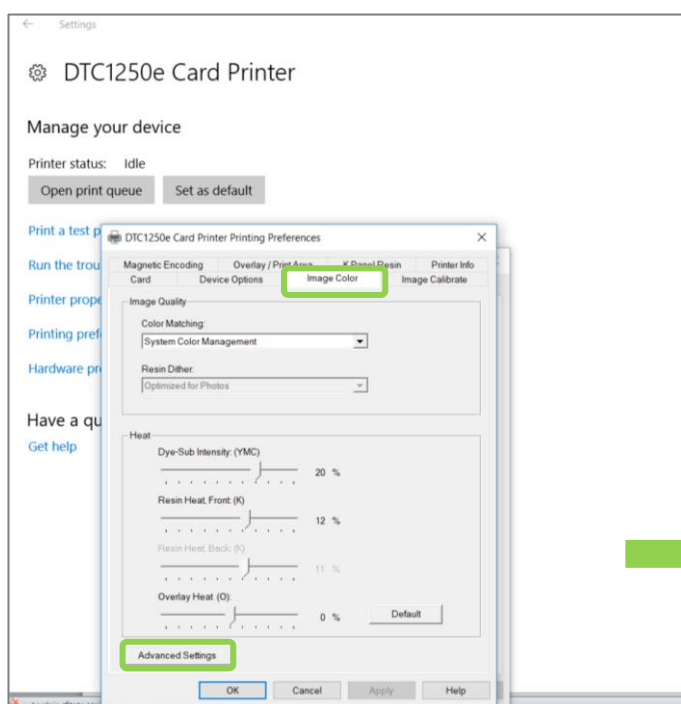 Settings
DTC1250e Card Printer
Manage your device
Printer status: Idle
Open print queue Set as default
Print a test
Run the trou
Printer prope
Printing pref
Hardware pr
Have a qu
Get help
DTC1250e Card Printer Printing Preferences
Magnetic Encoding Overlay / Print Area K Panel Resin Printer Info
Card Device Options Image Color Image Calibrate
Image Quality
Color Matching:
System Color Management
Resin Dither:
Optimized for Photos
Heat
Dye-Sub Intensity: (YMC)
20 %
Resin Heat, Front: (K)
12 %
Resin Heat, Back: (K)
11 %
Overlay Heat (O):
0 %
Default
Advanced Settings
OK Cancel Apply Help